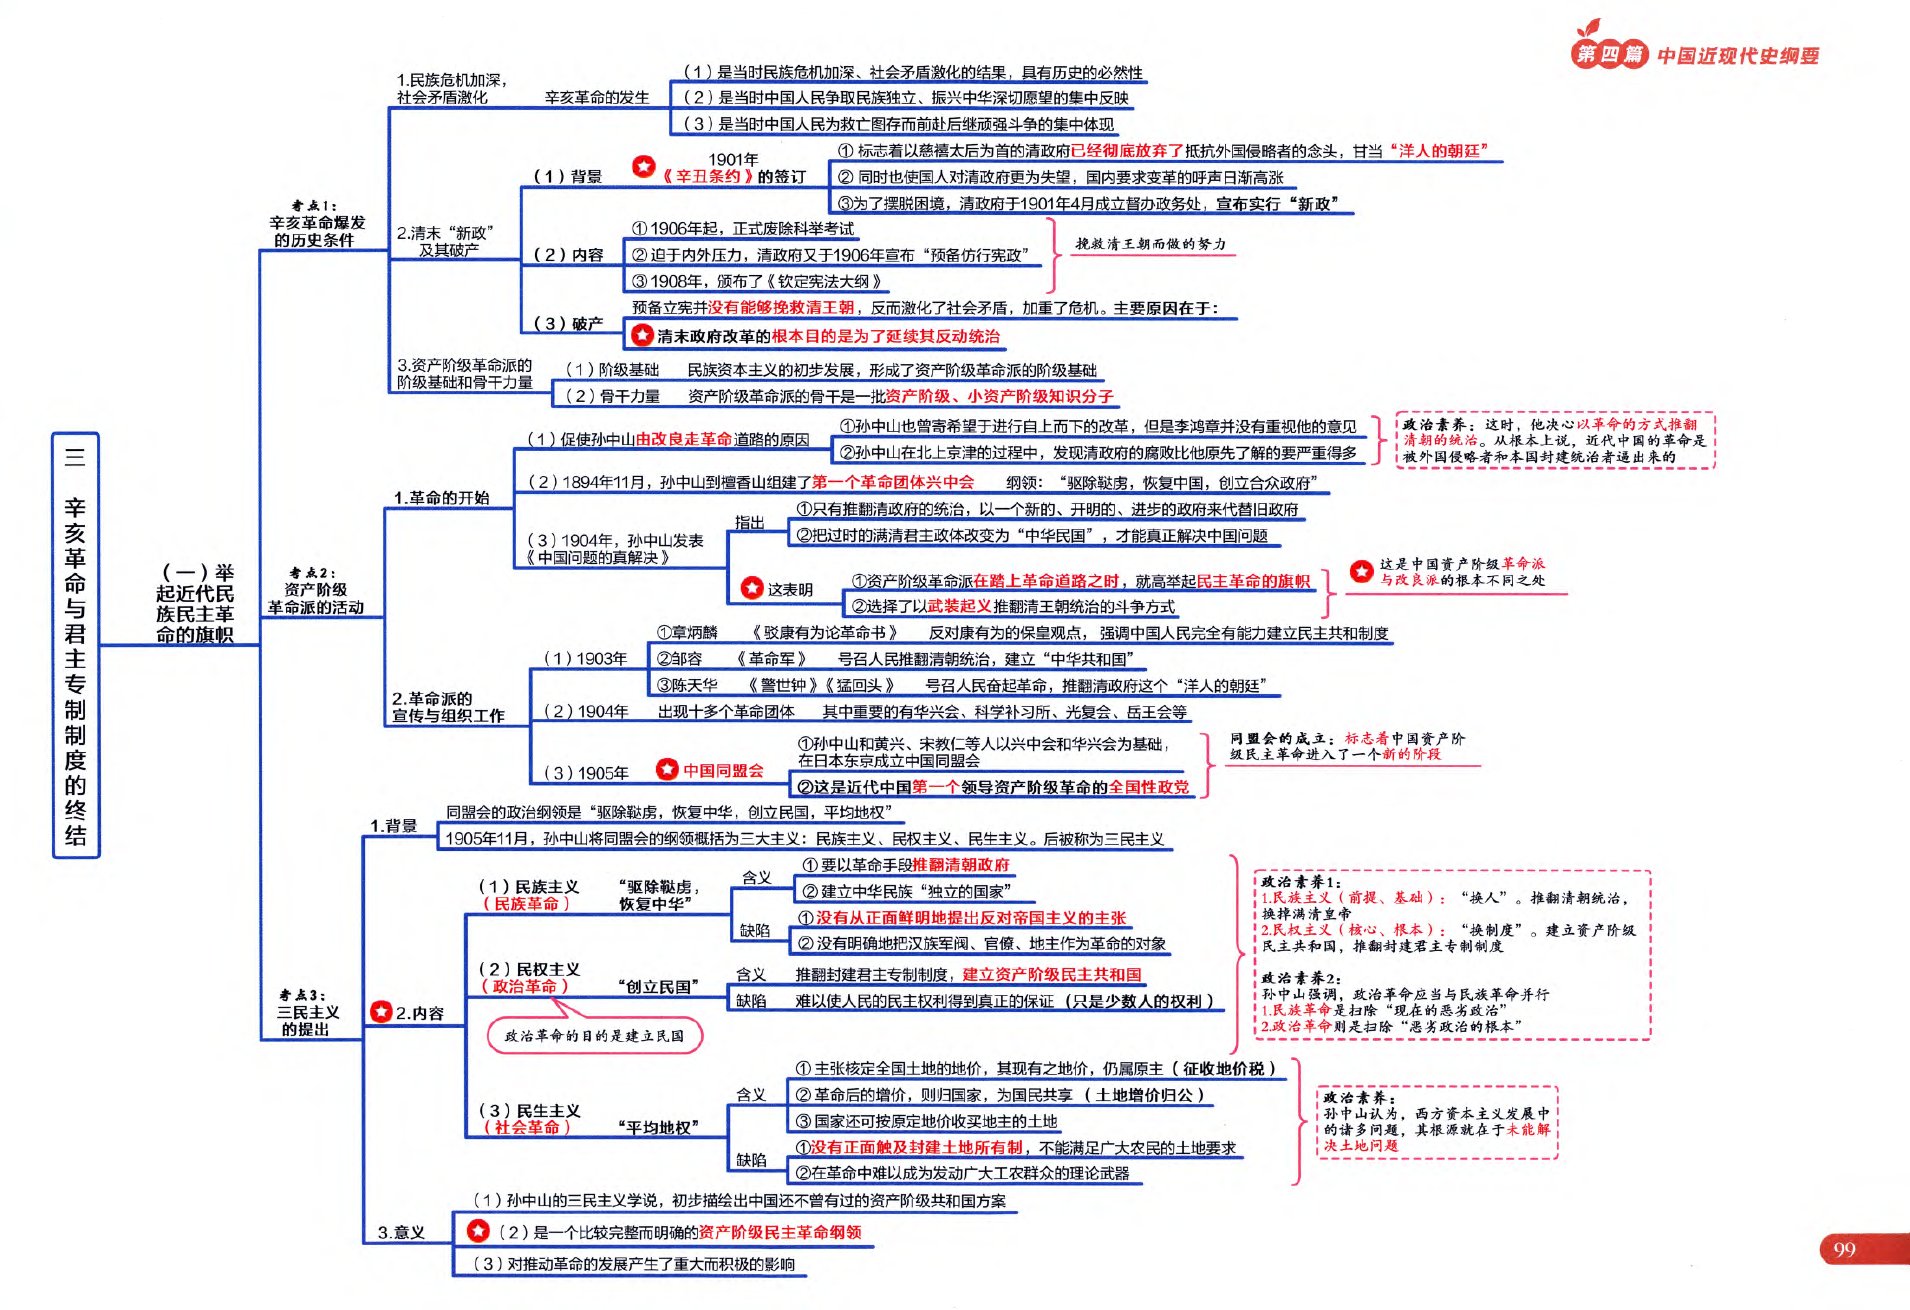 第四篇 中国近现代史纲要
三 辛亥革命与君主专制制度的终结
(一)举
起近代民
族民主革
命的旗帜
考点1:
辛亥革命爆发
的历史条件
1.民族危机加深,
社会矛盾激化
辛亥革命的发生
(1)是当时民族危机加深、社会矛盾激化的结果,具有历史的必然性
(2)是当时中国人民争取民族独立、振兴中华深切愿望的集中反映
(3)是当时中国人民为救亡图存而前赴后继顽强斗争的集中体现
2.清末“新政”
及其破产
(1)背景
1901年
《辛丑条约》的签订
①标志着以慈禧太后为首的清政府已经彻底放弃了抵抗外国侵略者的念头,甘当“洋人的朝廷”
②同时也使国人对清政府更为失望,国内要求变革的呼声日渐高涨
③为了摆脱困境,清政府于1901年4月成立督办政务处,宣布实行“新政”
(2)内容
①1906年起,正式废除科举考试
②迫于内外压力,清政府又于1906年宣布“预备仿行宪政”
③1908年,颁布了《钦定宪法大纲》
挽救清王朝而做的努力
(3)破产
预备立宪并没有能够挽救清王朝,反而激化了社会矛盾,加重了危机。主要原因在于:
清末政府改革的根本目的是为了延续其反动统治
3.资产阶级革命派的
阶级基础和骨干力量
(1)阶级基础 民族资本主义的初步发展,形成了资产阶级革命派的阶级基础
(2)骨干力量 资产阶级革命派的骨干是一批资产阶级、小资产阶级知识分子
考点2:
资产阶级
革命派的活动
1.革命的开始
(1)促使孙中山由改良走革命道路的原因
①孙中山也曾寄希望于进行自上而下的改革,但是李鸿章并没有重视他的意见
②孙中山在北上京津的过程中,发现清政府的腐败比他原先了解的要严重得多
政治素养:这时,他决心以革命的方式推翻
清朝的统治。从根本上说,近代中国的革命是
被外国侵略者和本国封建统治者逼出来的
(2)1894年11月,孙中山到檀香山组建了第一个革命团体兴中会 纲领:“驱除鞑虏,恢复中国,创立合众政府”
(3)1904年,孙中山发表
《中国问题的真解决》
指出
①只有推翻清政府的统治,以一个新的、开明的、进步的政府来代替旧政府
②把过时的满清君主政体改变为“中华民国”,才能真正解决中国问题
这表明
①资产阶级革命派在踏上革命道路之时,就高举起民主革命的旗帜
②选择了以武装起义推翻清王朝统治的斗争方式
这是中国资产阶级革命派
与改良派的根本不同之处
2.革命派的
宣传与组织工作
(1)1903年
①章炳麟 《驳康有为论革命书》 反对康有为的保皇观点,强调中国人民完全有能力建立民主共和制度
②邹容 《革命军》 号召人民推翻清朝统治,建立“中华共和国”
③陈天华 《警世钟》《猛回头》 号召人民奋起革命,推翻清政府这个“洋人的朝廷”
(2)1904年 出现十多个革命团体 其中重要的有华兴会、科学补习所、光复会、岳王会等
(3)1905年 中国同盟会
①孙中山和黄兴、宋教仁等人以兴中会和华兴会为基础,
在日本东京成立中国同盟会
②这是近代中国第一个领导资产阶级革命的全国性政党
同盟会的成立:标志着中国资产阶
级民主革命进入了一个新的阶段
考点3:
三民主义
的提出
1.背景
同盟会的政治纲领是“驱除鞑虏,恢复中华,创立民国,平均地权”
1905年11月,孙中山将同盟会的纲领概括为三大主义:民族主义、民权主义、民生主义。后被称为三民主义
2.内容
(1)民族主义
(民族革命)
“驱除鞑虏,
恢复中华”
含义
①要以革命手段推翻清朝政府
②建立中华民族“独立的国家”
缺陷
①没有从正面鲜明地提出反对帝国主义的主张
②没有明确地把汉族军阀、官僚、地主作为革命的对象
(2)民权主义
(政治革命)
“创立民国”
含义 推翻封建君主专制制度,建立资产阶级民主共和国
缺陷 难以使人民的民主权利得到真正的保证(只是少数人的权利)
政治革命的目的是建立民国
政治素养1:
1.民族主义(前提、基础):“换人”。推翻清朝统治,
换掉满清皇帝
2.民权主义(核心、根本):“换制度”。建立资产阶级
民主共和国,推翻封建君主专制制度
政治素养2:
孙中山强调,政治革命应当与民族革命并行
1.民族革命是扫除“现在的恶劣政治”
2.政治革命则是扫除“恶劣政治的根本”
(3)民生主义
(社会革命)
“平均地权”
含义
①主张核定全国土地的地价,其现有之地价,仍属原主(征收地价税)
②革命后的增价,则归国家,为国民共享(土地增价归公)
③国家还可按原定地价收买地主的土地
缺陷
①没有正面触及封建土地所有制,不能满足广大农民的土地要求
②在革命中难以成为发动广大工农群众的理论武器
政治素养:
孙中山认为,西方资本主义发展中
的诸多问题,其根源就在于未能解
决土地问题
3.意义
(1)孙中山的三民主义学说,初步描绘出中国还不曾有过的资产阶级共和国方案
(2)是一个比较完整而明确的资产阶级民主革命纲领
(3)对推动革命的发展产生了重大而积极的影响
99